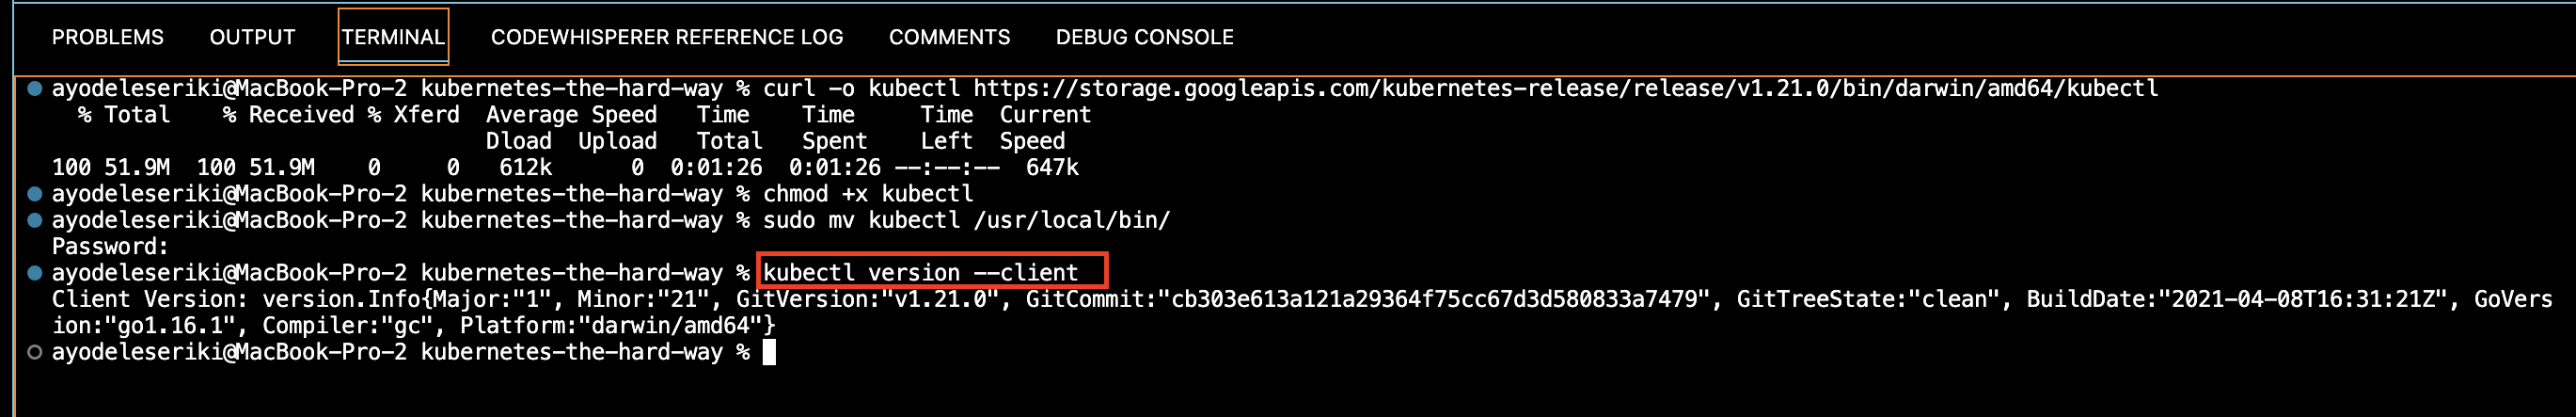 PROBLEMS OUTPUT TERMINAL CODEWHISPERER REFERENCE LOG COMMENTS DEBUG CONSOLE
ayodeleseriki@MacBook-Pro-2 kubernetes-the-hard-way % curl -o kubectl https://storage.googleapis.com/kubernetes-release/release/v1.21.0/bin/darwin/amd64/kubectl
% Total % Received % Xferd Average Speed Time Time Time Current
Dload Upload Total Spent Left Speed
100 51.9M 100 51.9M 0 0 612k 0 0:01:26 0:01:26 --:--:-- 647k
ayodeleseriki@MacBook-Pro-2 kubernetes-the-hard-way % chmod +x kubectl
ayodeleseriki@MacBook-Pro-2 kubernetes-the-hard-way % sudo mv kubectl /usr/local/bin/
Password:
ayodeleseriki@MacBook-Pro-2 kubernetes-the-hard-way % kubectl version --client
Client Version: version.Info{Major:"1", Minor:"21", GitVersion:"v1.21.0", GitCommit:"cb303e613a121a29364f75cc67d3d580833a7479", GitTreeState:"clean", BuildDate:"2021-04-08T16:31:21Z", GoVers
ion:"go1.16.1", Compiler:"gc", Platform:"darwin/amd64"}
ayodeleseriki@MacBook-Pro-2 kubernetes-the-hard-way %